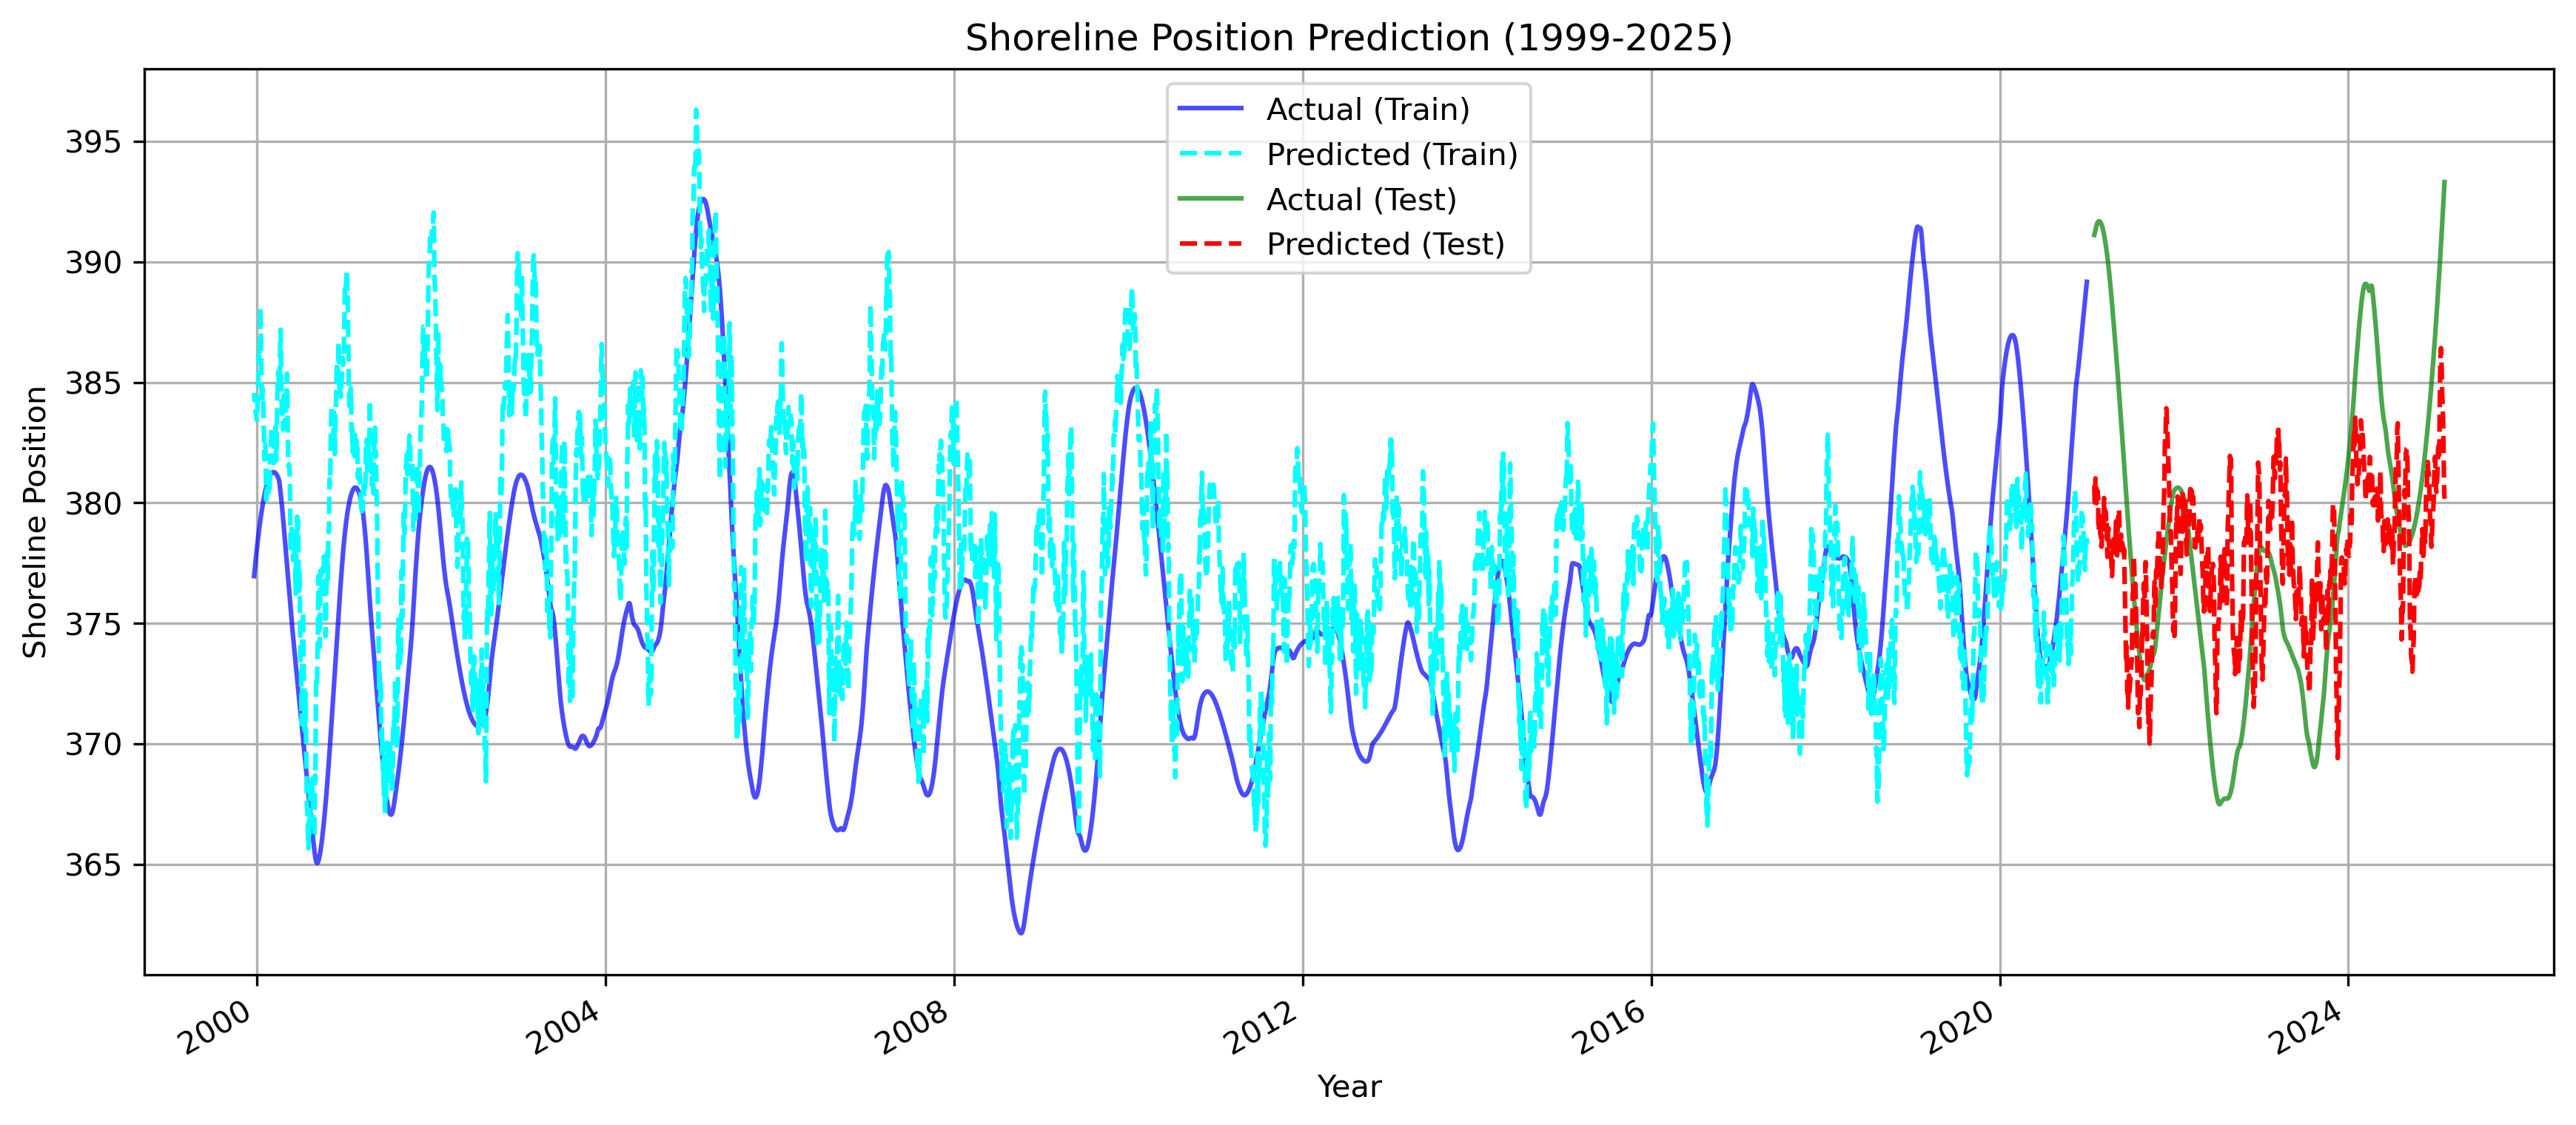 Shoreline Position Prediction (1999-2025)
Actual (Train)
Predicted (Train)
Actual (Test)
Predicted (Test)
Shoreline Position
395
390
385
380
375
370
365
2000
2004
2008
2012
2016
2020
2024
Year